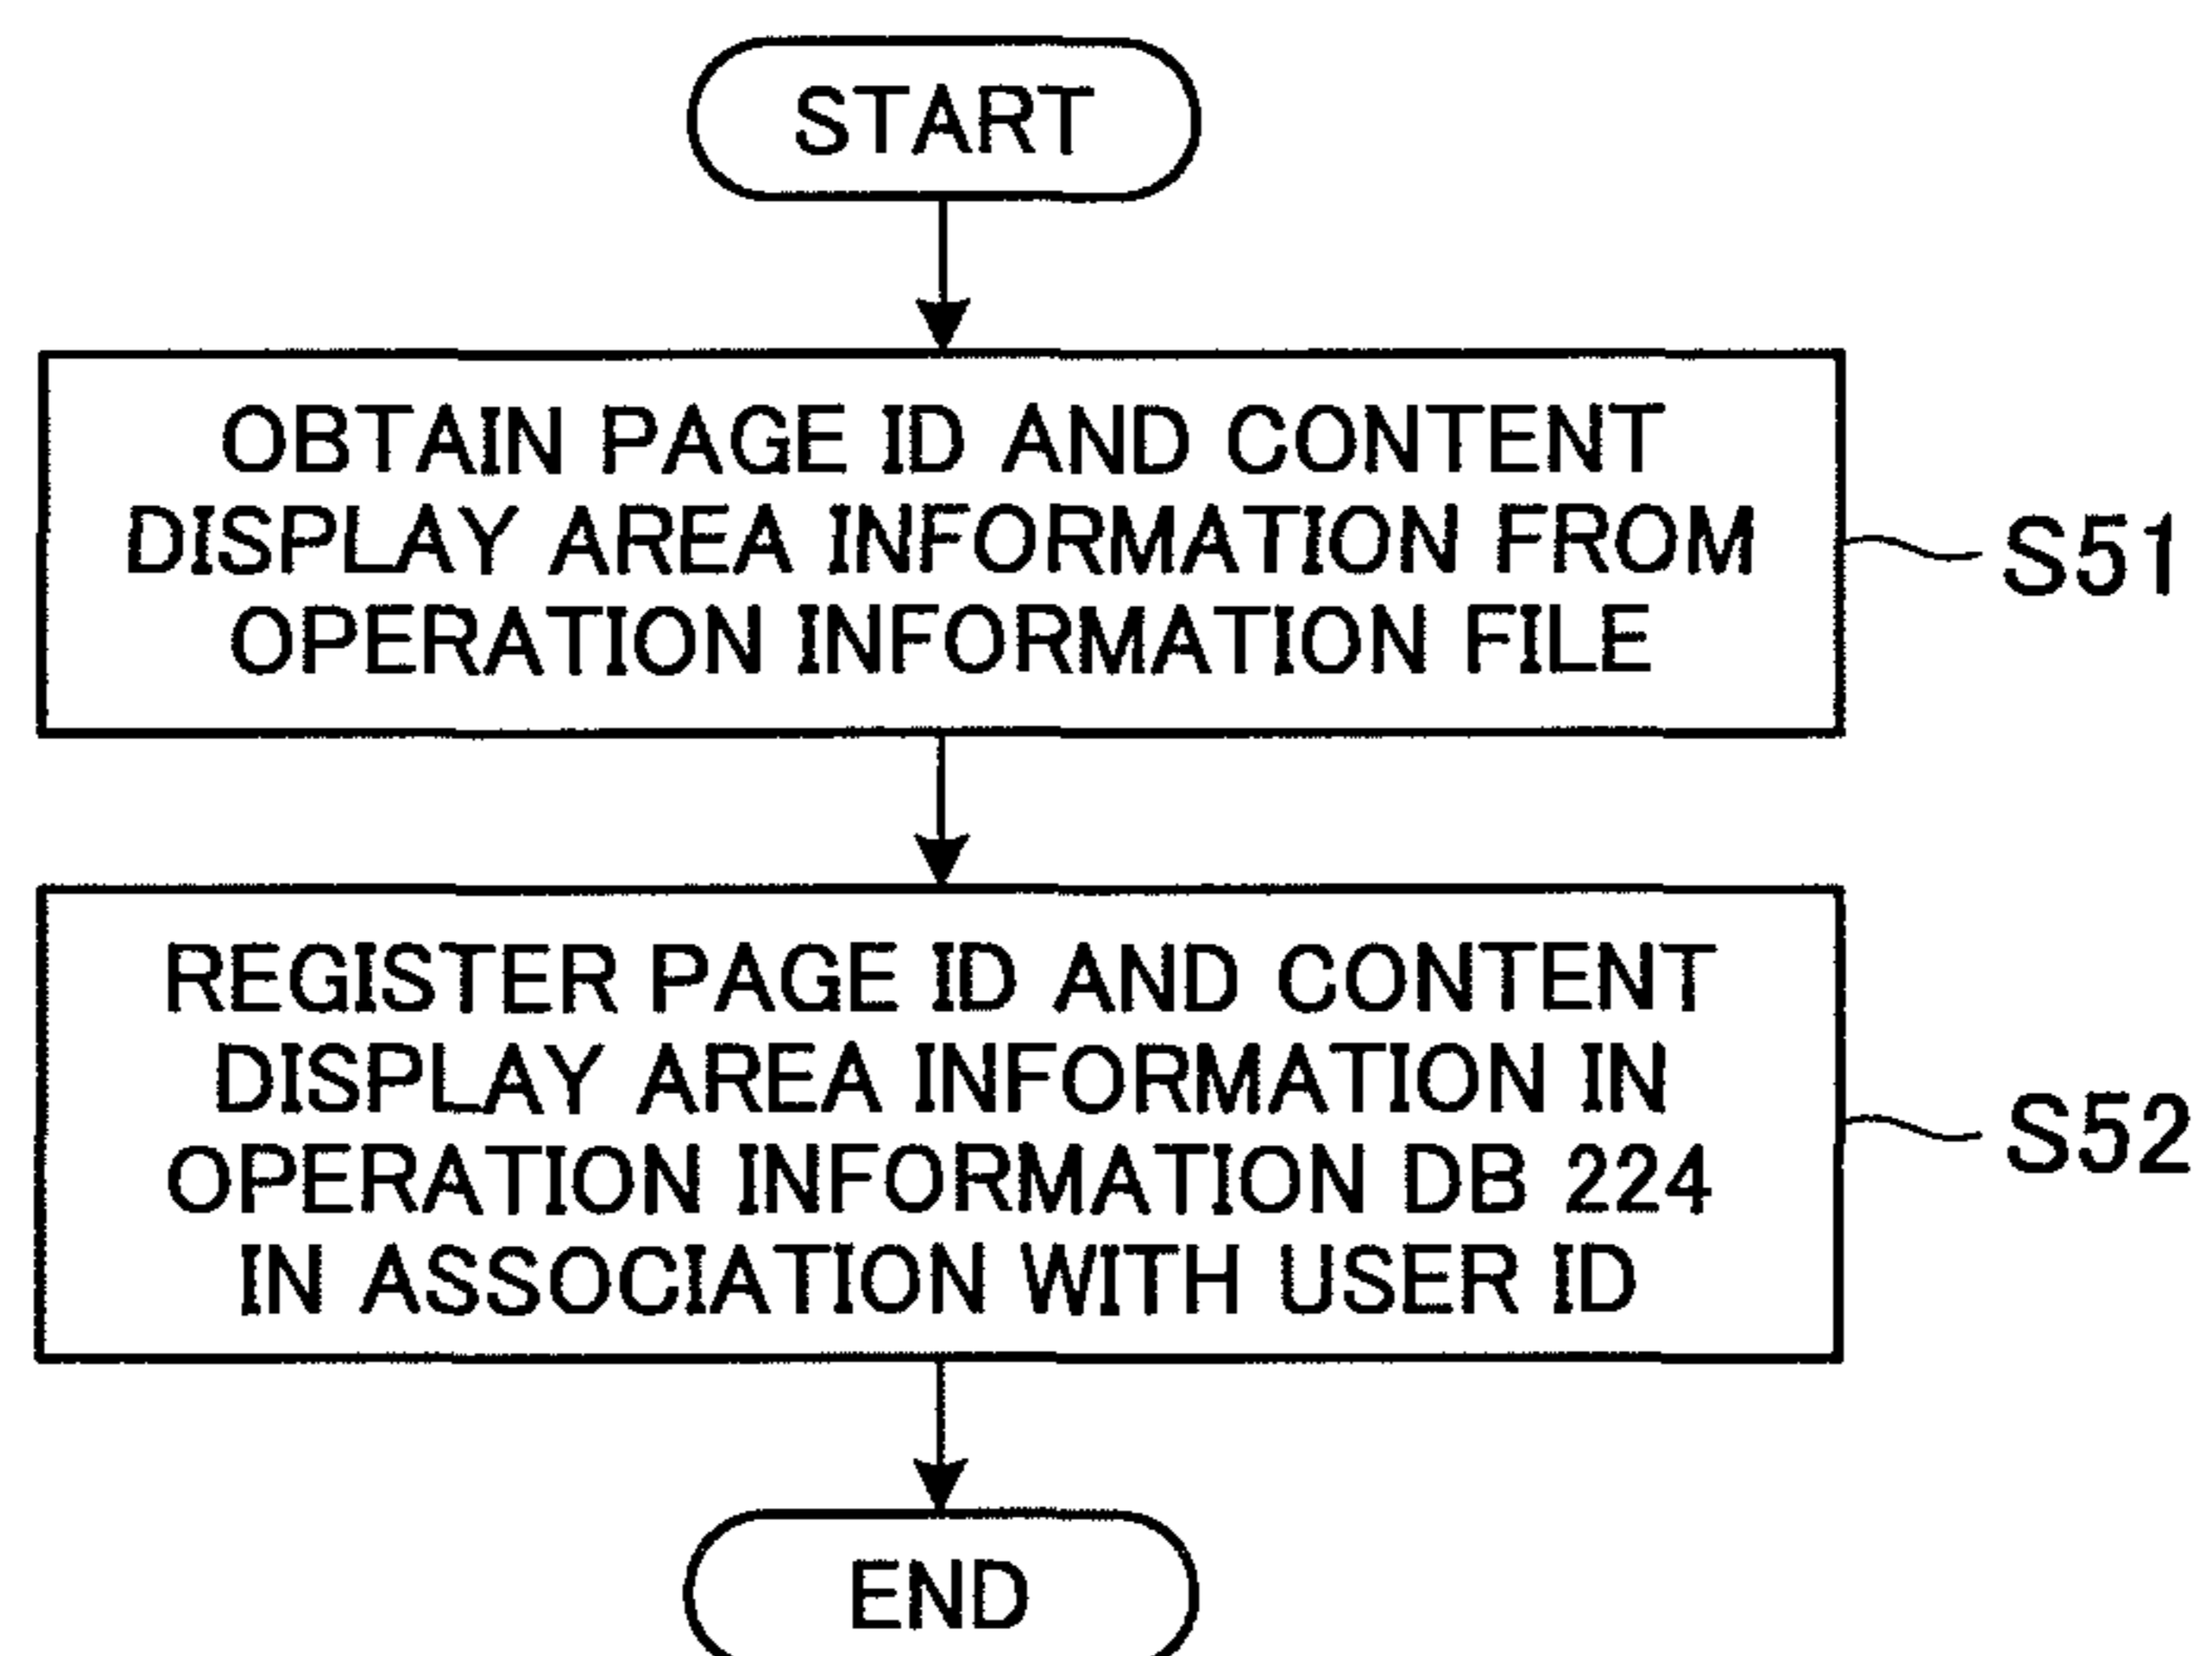 START
OBTAIN PAGE ID AND CONTENT
DISPLAY AREA INFORMATION FROM
OPERATION INFORMATION FILE
S51
REGISTER PAGE ID AND CONTENT
DISPLAY AREA INFORMATION IN
OPERATION INFORMATION DB 224
IN ASSOCIATION WITH USER ID
S52
END